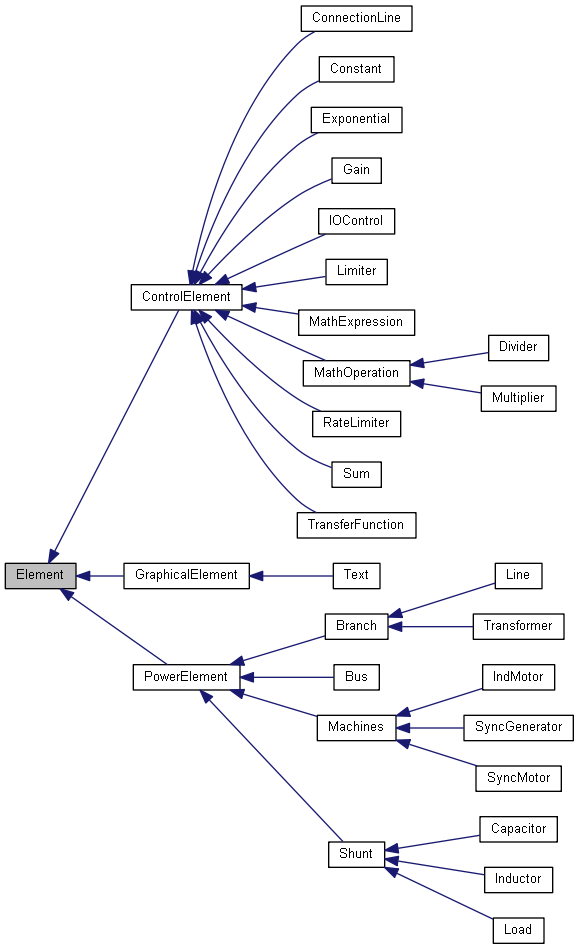 ConnectionLine
Constant
Exponential
Gain
IOControl
Limiter
ControlElement
MathExpression
Divider
MathOperation
Multiplier
RateLimiter
Sum
TransferFunction
Element
GraphicalElement
Text
Line
Branch
Transformer
PowerElement
Bus
IndMotor
Machines
SyncGenerator
SyncMotor
Capacitor
Shunt
Inductor
Load